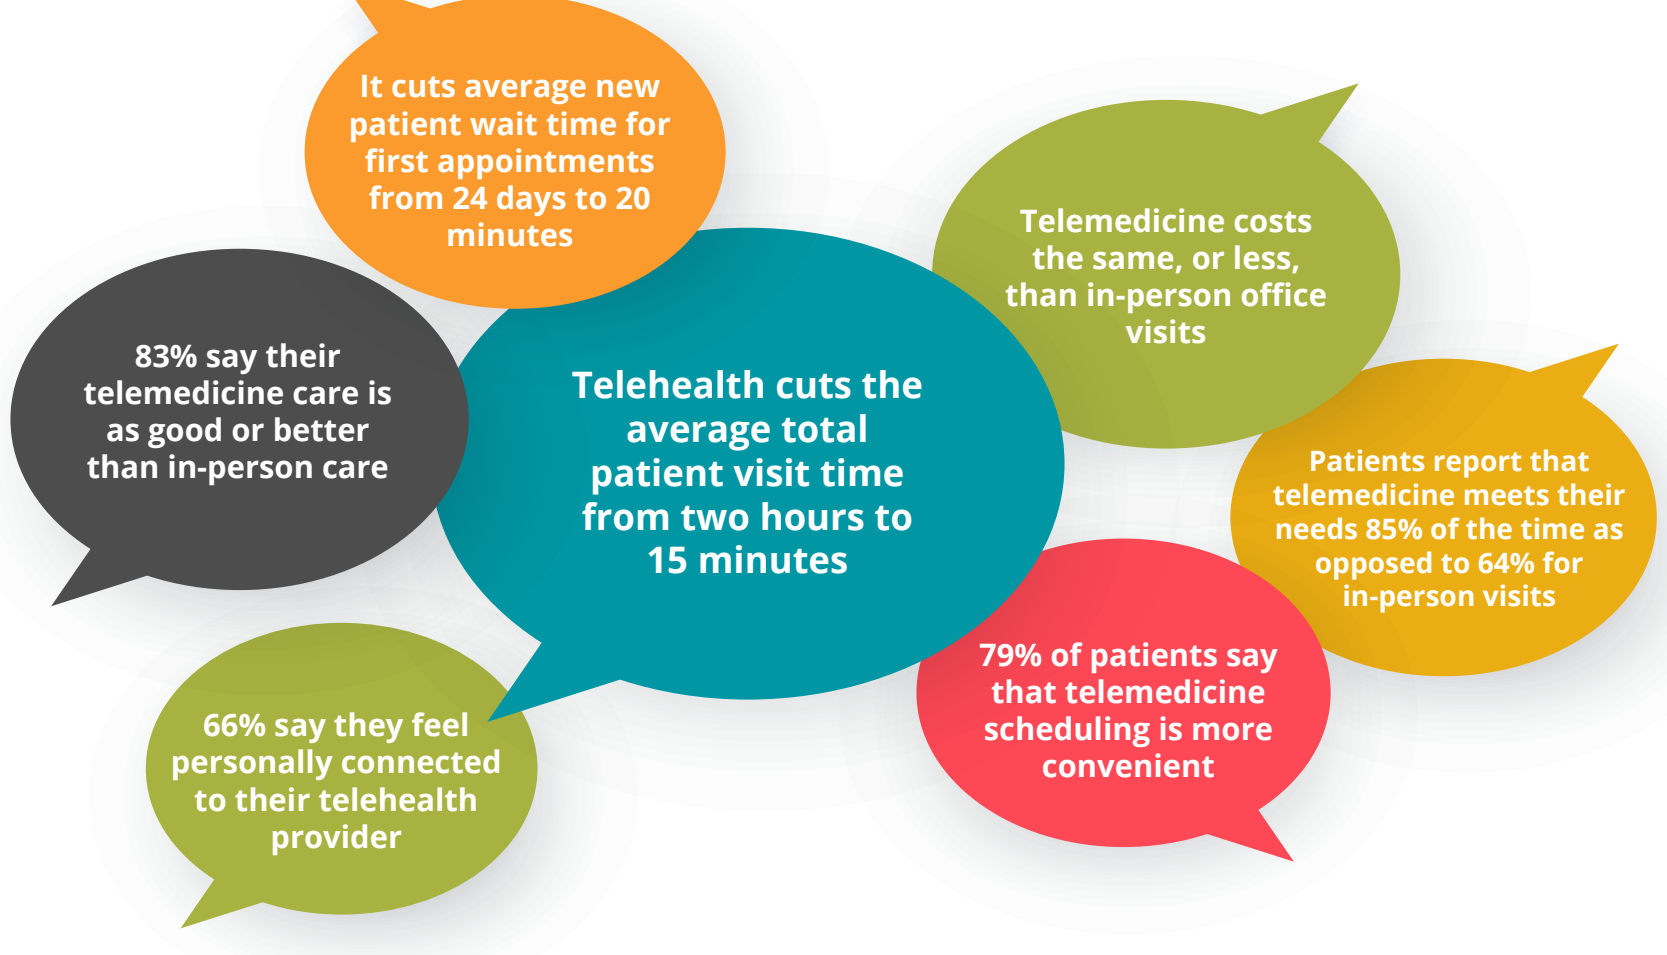 It cuts average new
patient wait time for
first appointments
from 24 days to 20
minutes
Telemedicine costs
the same, or less,
than in-person office
visits
83% say their
telemedicine care is
as good or better
than in-person care
Telehealth cuts the
average total
patient visit time
from two hours to
15 minutes
Patients report that
telemedicine meets their
needs 85% of the time as
opposed to 64% for
in-person visits
79% of patients say
that telemedicine
scheduling is more
convenient
66% say they feel
personally connected
to their telehealth
provider